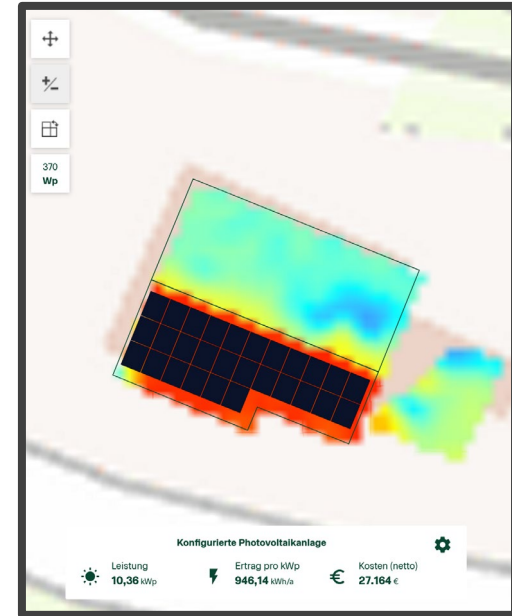 370
Wp
Konfigurierte Photovoltaikanlage
Leistung
10,36 kWp
Ertrag pro kWp
946,14 kWh/a
Kosten (netto)
27.164 €